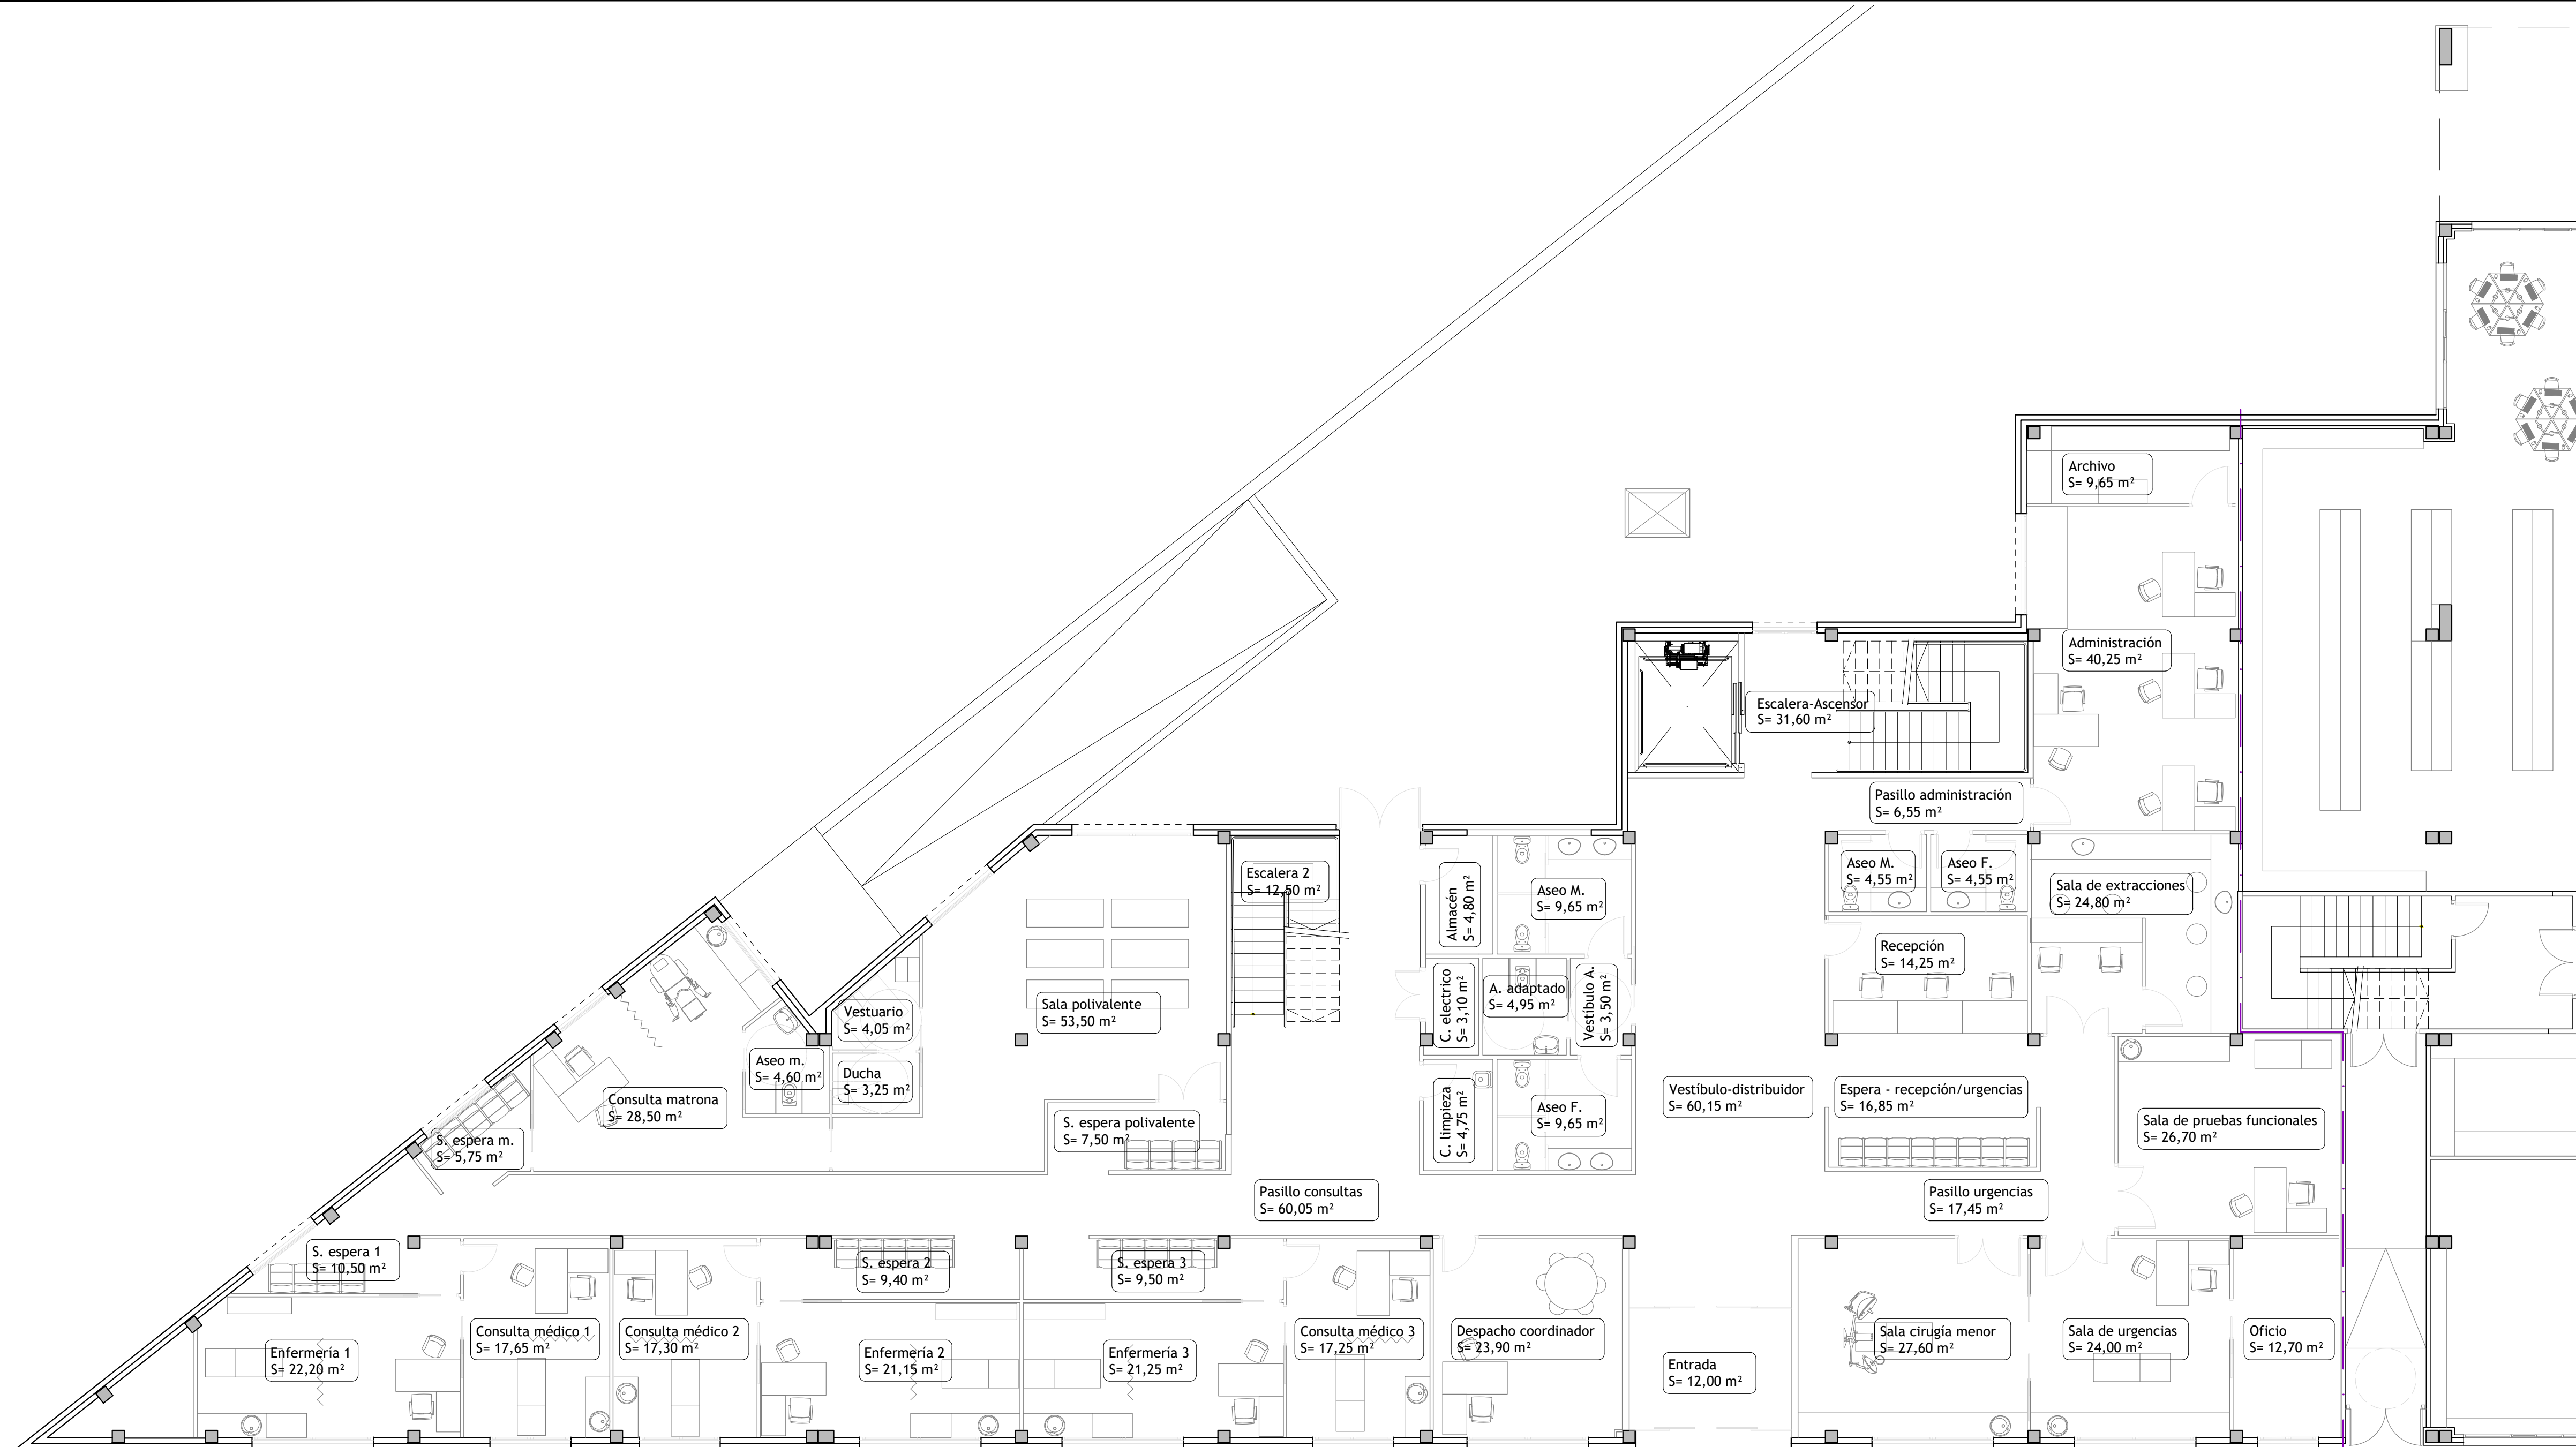 Archivo
S= 9,65 m²
Administración
S= 40,25 m²
Escalera-Ascensor
S= 31,60 m²
Pasillo administración
S= 6,55 m²
Escalera 2
S= 12,50 m²
Almacén
S= 4,80 m²
Aseo M.
S= 9,65 m²
Aseo M.
S= 4,55 m²
Aseo F.
S= 4,55 m²
Sala de extracciones
S= 24,80 m²
Recepción
S= 14,25 m²
C. electrico
S= 3,10 m²
A. adaptado
S= 4,95 m²
Vestibulo A.
S= 3,50 m²
Sala polivalente
S= 53,50 m²
Vestuario
S= 4,05 m²
Aseo m.
S= 4,60 m²
Ducha
S= 3,25 m²
Consulta matrona
S= 28,50 m²
S. espera m.
S= 5,75 m²
S. espera polivalente
S= 7,50 m²
C. limpieza
S= 4,75 m²
Aseo F.
S= 9,65 m²
Vestíbulo-distribuidor
S= 60,15 m²
Espera - recepción/urgencias
S= 16,85 m²
Sala de pruebas funcionales
S= 26,70 m²
Pasillo consultas
S= 60,05 m²
Pasillo urgencias
S= 17,45 m²
S. espera 1
S= 10,50 m²
S. espera 2
S= 9,40 m²
S. espera 3
S= 9,50 m²
Enfermería 1
S= 22,20 m²
Consulta médico 1
S= 17,65 m²
Consulta médico 2
S= 17,30 m²
Enfermería 2
S= 21,15 m²
Enfermería 3
S= 21,25 m²
Consulta médico 3
S= 17,25 m²
Despacho coordinador
S= 23,90 m²
Entrada
S= 12,00 m²
Sala cirugía menor
S= 27,60 m²
Sala de urgencias
S= 24,00 m²
Oficio
S= 12,70 m²